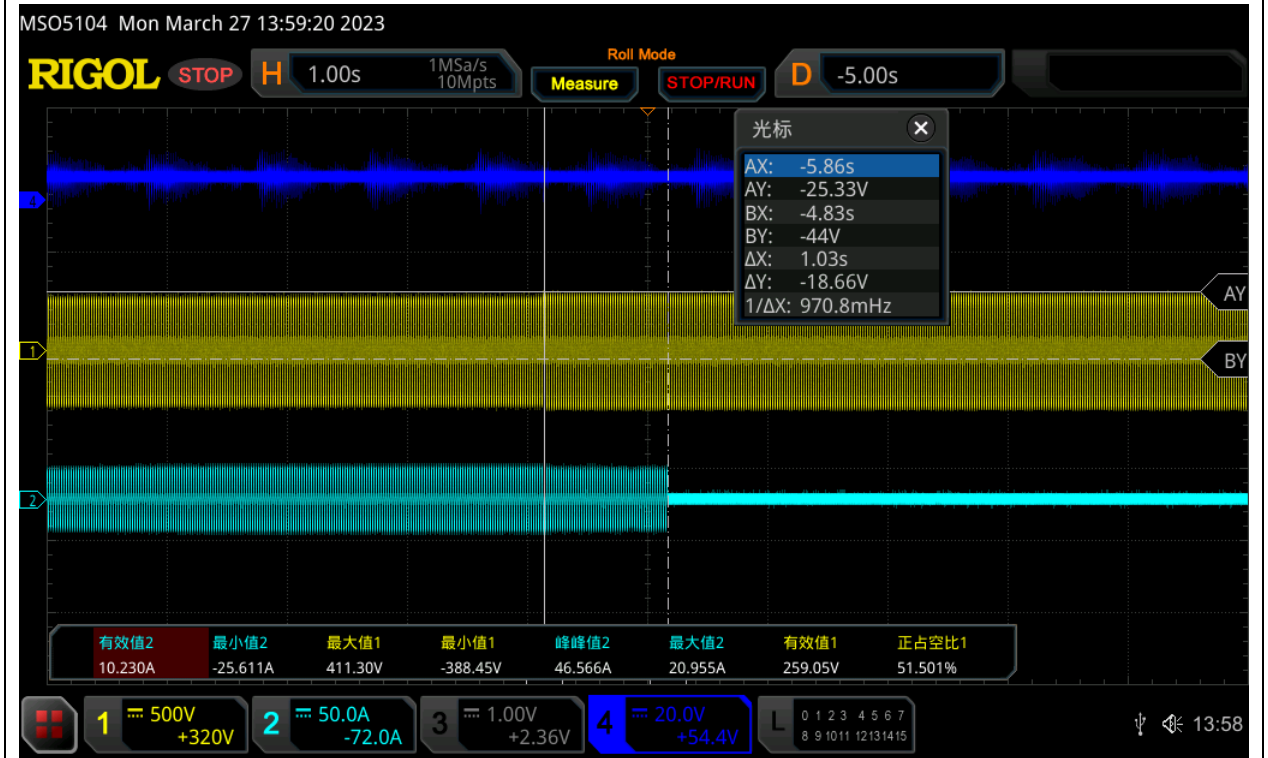 MSO5104 Mon March 27 13:59:20 2023
RIGOL STOP H 1.00s 1MSa/s 10Mpts Roll Mode Measure STOP/RUN D -5.00s
光标
AX: -5.86s
AY: -25.33V
BX: -4.83s
BY: -44V
ΔX: 1.03s
ΔY: -18.66V
1/ΔX: 970.8mHz
4
AY
1
BY
2
有效值2 最小值2 最大值1 最小值1 峰峰值2 最大值2 有效值1 正占空比1
10.230A -25.611A 411.30V -388.45V 46.566A 20.955A 259.05V 51.501%
1 500V +320V 2 50.0A -72.0A 3 1.00V +2.36V 4 20.0V +54.4V L 0 1 2 3 4 5 6 7
8 9 10 11 12 13 14 15
13:58